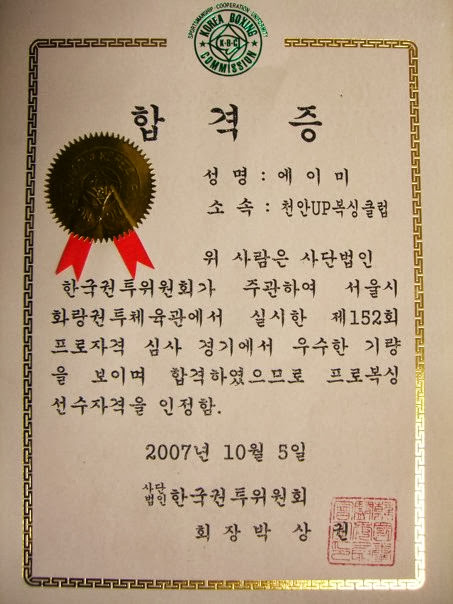 SPORTSMANSHIP COOPERATION UNIVERSITY
KOREA BOXING
K·B·C
COMMISSION
합 격 증
성 명 : 에 이 미
소 속 : 천안UP복싱클럽
위 사람은 사단법인
한국권투위원회가 주관하여 서울시
화랑권투체육관에서 실시한 제152회
프로자격 심사 경기에서 우수한 기량
을 보이며 합격하였으므로 프로복싱
선수자격을 인정함.
2007년 10월 5일
사단
법인 한국권투위원회
회 장 박 상 권